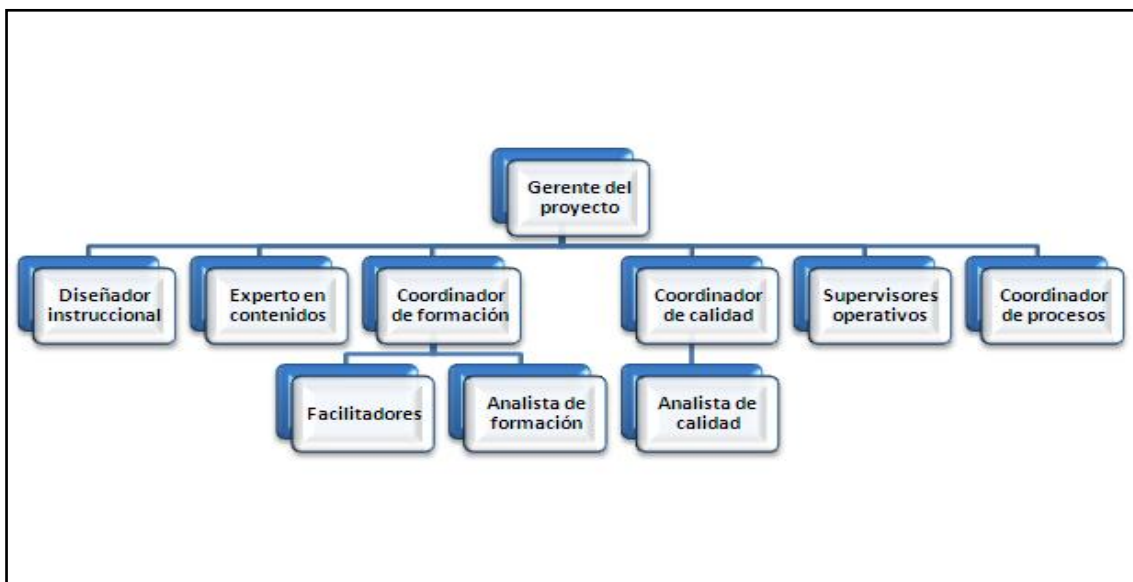 Gerente del
proyecto
Diseñador
instruccional
Experto en
contenidos
Coordinador
de formación
Coordinador
de calidad
Supervisores
operativos
Coordinador
de procesos
Facilitadores
Analista de
formación
Analista de
calidad